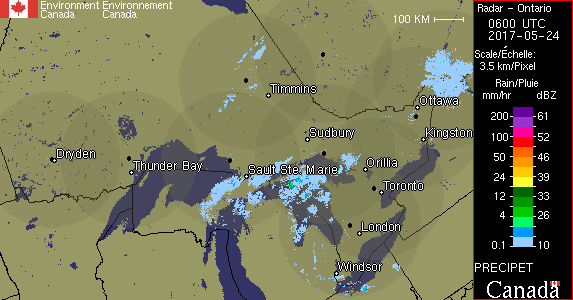 Environment Environnement
Canada Canada
100 KM
Timmins
Ottawa
Sudbury
Kingston
Dryden
Thunder Bay
Sault Ste. Marie
Orillia
Toronto
London
Windsor
Radar - Ontario
0600 UTC
2017-05-24
Scale/Échelle:
3.5 km/Pixel
Rain/Pluie
mm/hr dBZ
200 61
100 52
50 46
24 39
12 33
4 26
0.1 10
PRECIPET
Canada